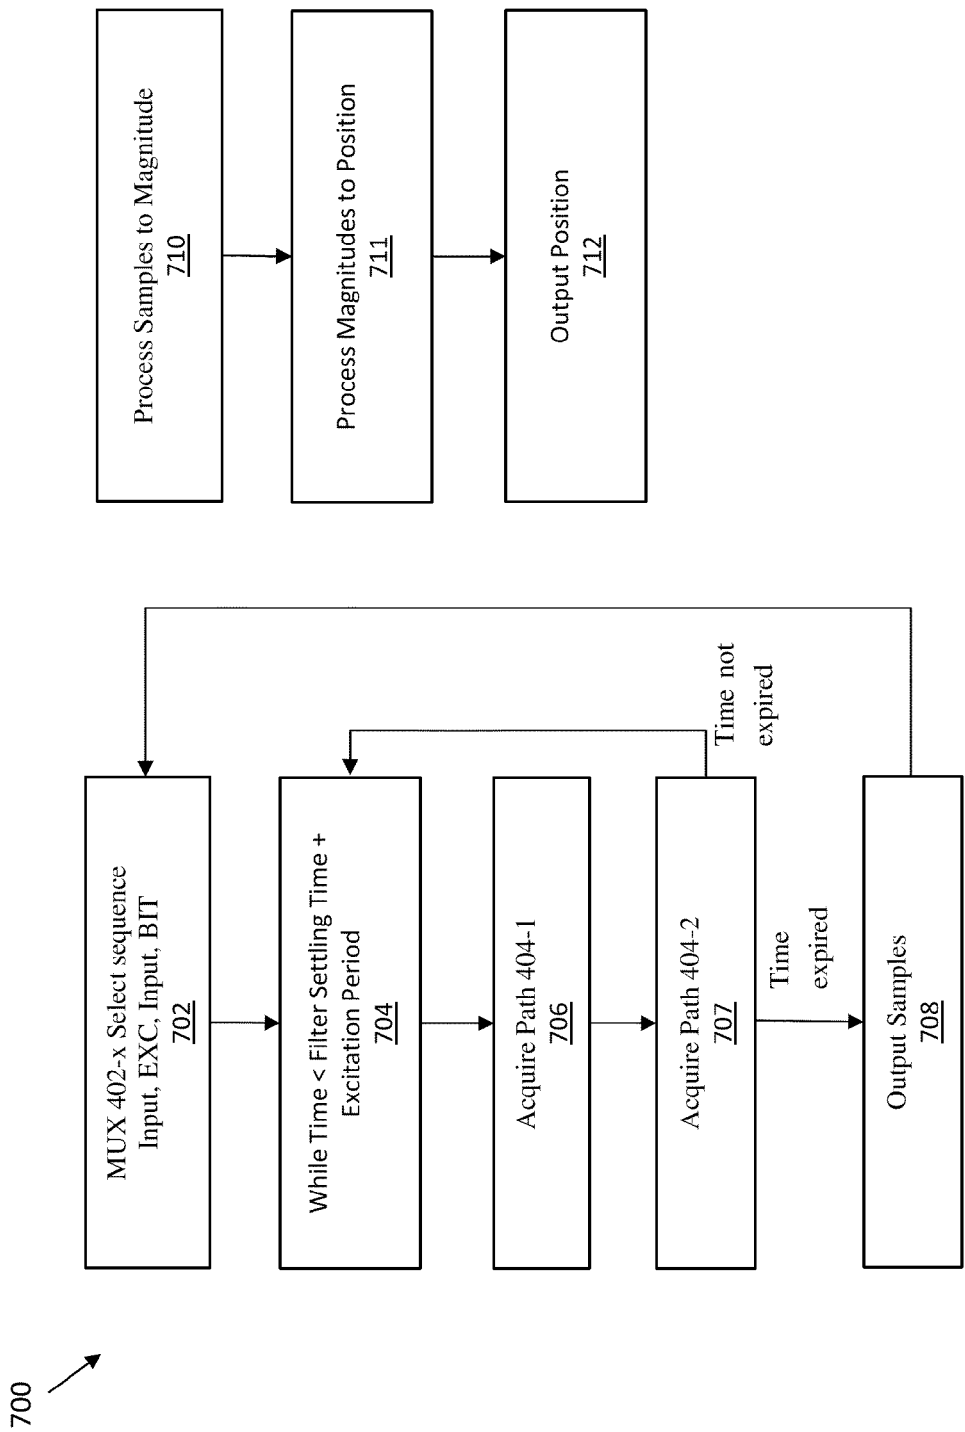 700
MUX 402-x Select sequence
Input, EXC, Input, BIT
702
While Time < Filter Settling Time +
Excitation Period
704
Acquire Path 404-1
706
Acquire Path 404-2
707
Time not
expired
Time
expired
Output Samples
708
Process Samples to Magnitude
710
Process Magnitudes to Position
711
Output Position
712